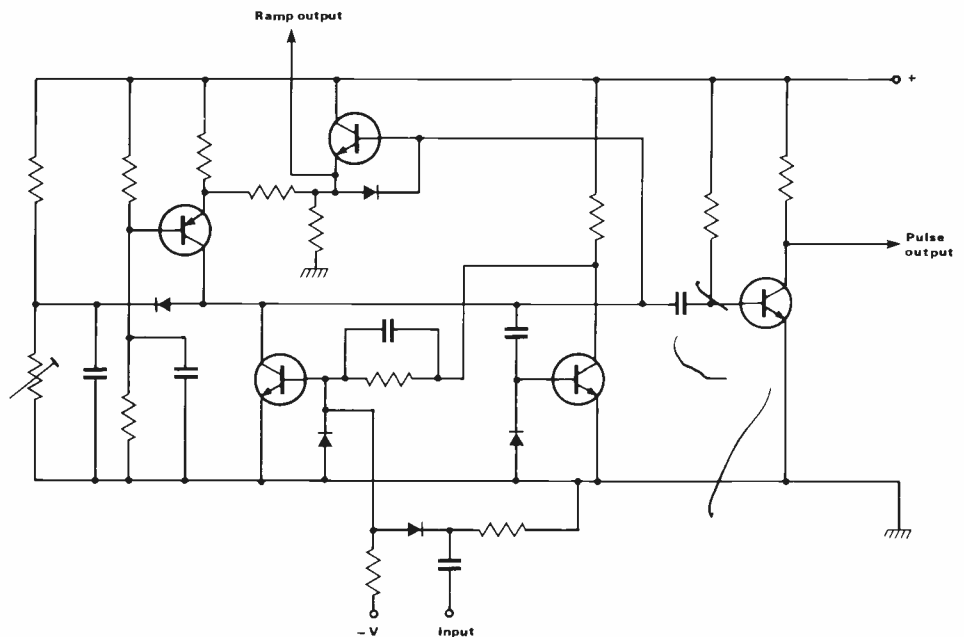 Ramp output
+
Pulse
output
– V
Input